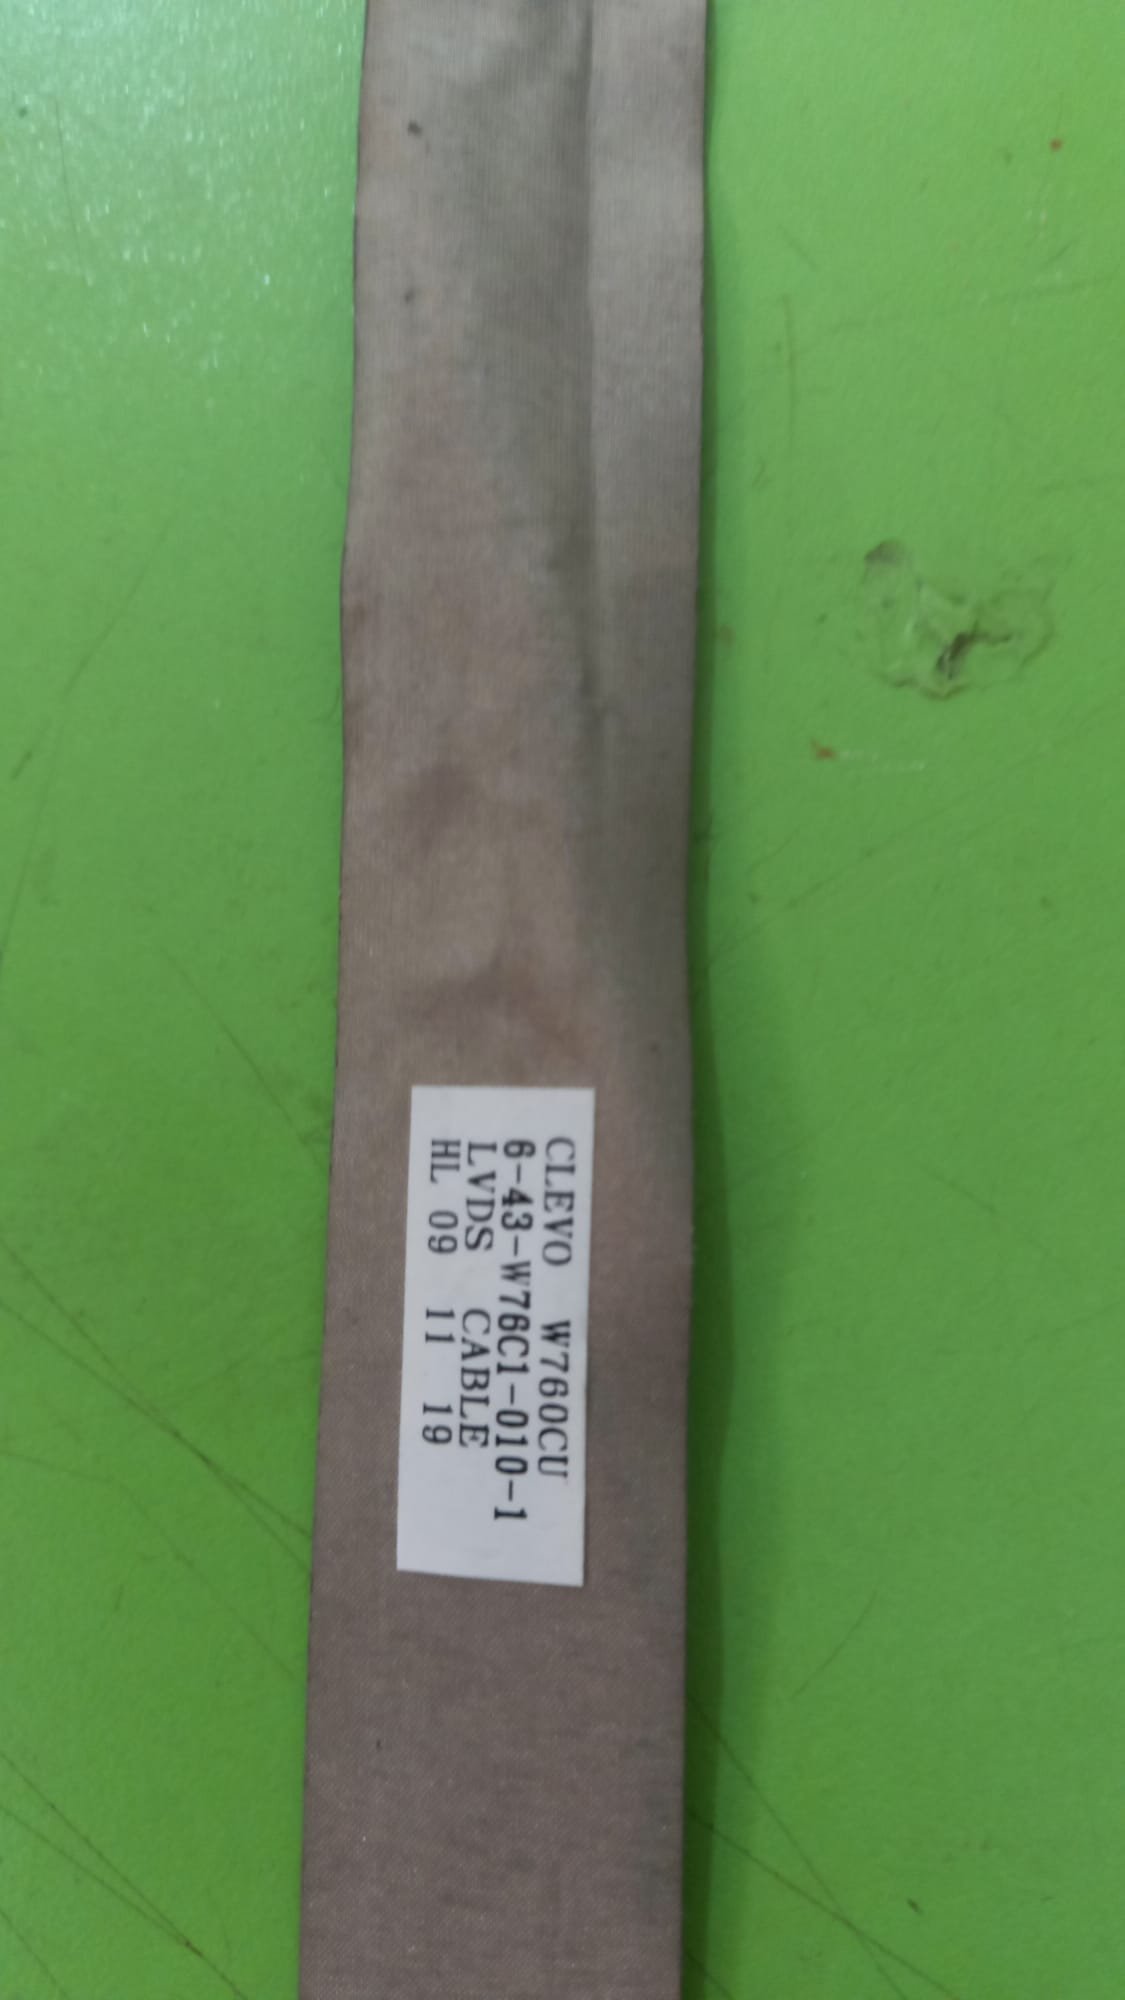 CLEVO W760CU
6-43-W76C1-010-1
LVDS CABLE
HL 09 11 19